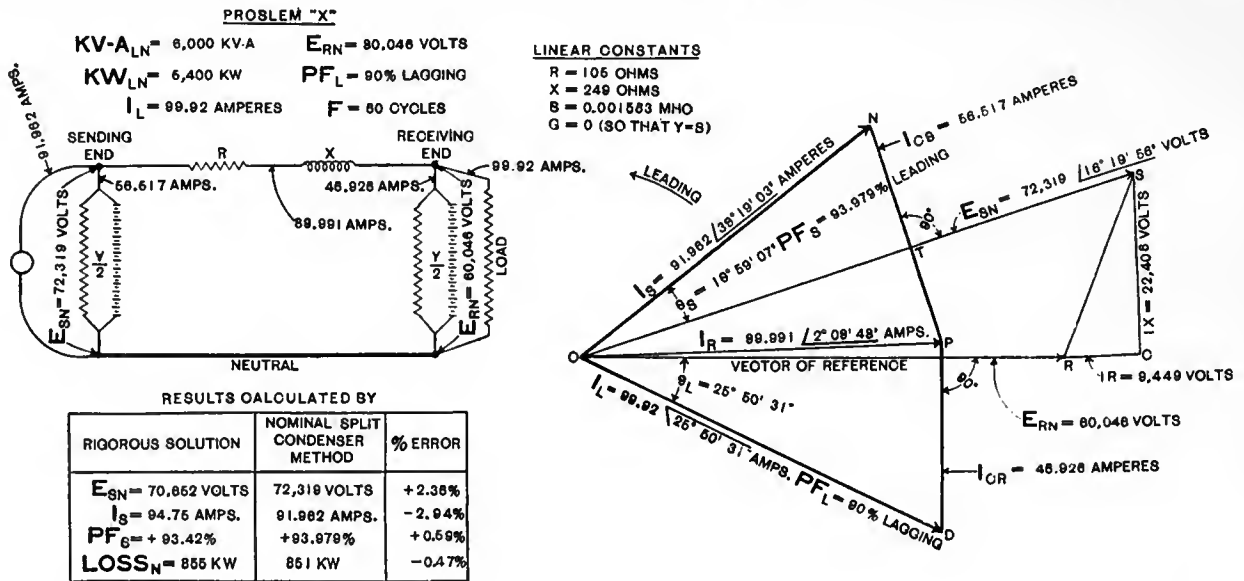 PROBLEM "X"
KV-A_LN = 6,000 KV-A
E_RN = 60,046 VOLTS
KW_LN = 5,400 KW
PF_L = 90% LAGGING
I_L = 99.92 AMPERES
F = 60 CYCLES
91,962 AMPS.
SENDING END
R
X
RECEIVING END
99.92 AMPS.
56.517 AMPS.
46.926 AMPS.
89.991 AMPS.
E_SN = 72,319 VOLTS
Y/2
Y/2
E_RN = 60,046 VOLTS
LOAD
NEUTRAL
RESULTS CALCULATED BY
RIGOROUS SOLUTION
NOMINAL SPLIT CONDENSER METHOD
% ERROR
E_SN = 70,652 VOLTS
72,319 VOLTS
+2.36%
I_S = 94.75 AMPS.
91.962 AMPS.
-2.94%
PF_S = + 93.42%
+93.979%
+0.59%
LOSS_N = 855 KW
851 KW
-0.47%
LINEAR CONSTANTS
R = 105 OHMS
X = 249 OHMS
B = 0.001563 MHO
G = 0 (SO THAT Y=B)
LEADING
N
I_CS = 56.517 AMPERES
I_S = 91.962 /36° 19' 03" AMPERES
θ_S = 19° 59' 07" PF_S = 93.979% LEADING
90°
E_SN = 72,319 /16° 19' 56" VOLTS
S
T
IX = 22,406 VOLTS
I_R = 89.991 /2° 08' 48" AMPS.
P
O
VECTOR OF REFERENCE
R
C
IR = 9,449 VOLTS
θ_L = 25° 50' 31"
90°
E_RN = 60,046 VOLTS
I_L = 99.92 \25° 50' 31" AMPS. PF_L = 90% LAGGING
I_CR = 46.926 AMPERES
D